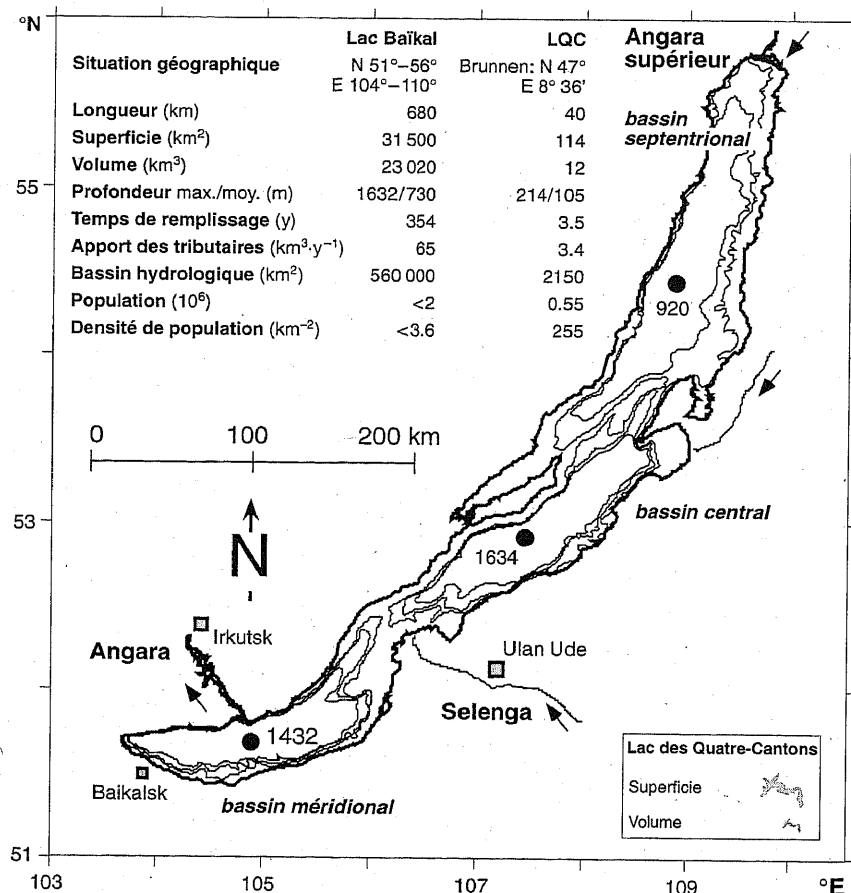 °N
Lac Baïkal LQC
Situation géographique N 51°–56° Brunnen: N 47°
E 104°–110° E 8° 36'
Longueur (km) 680 40
Superficie (km²) 31 500 114
Volume (km³) 23 020 12
Profondeur max./moy. (m) 1632/730 214/105
Temps de remplissage (y) 354 3.5
Apport des tributaires (km³·y⁻¹) 65 3.4
Bassin hydrologique (km²) 560 000 2150
Population (10⁶) <2 0.55
Densité de population (km⁻²) <3.6 255
Angara
supérieur
bassin
septentrional
55
920
0 100 200 km
53
bassin central
1634
N
Irkutsk
Angara
Ulan Ude
Selenga
1432
Baikalsk
bassin méridional
Lac des Quatre-Cantons
Superficie
Volume
51
103 105 107 109 °E